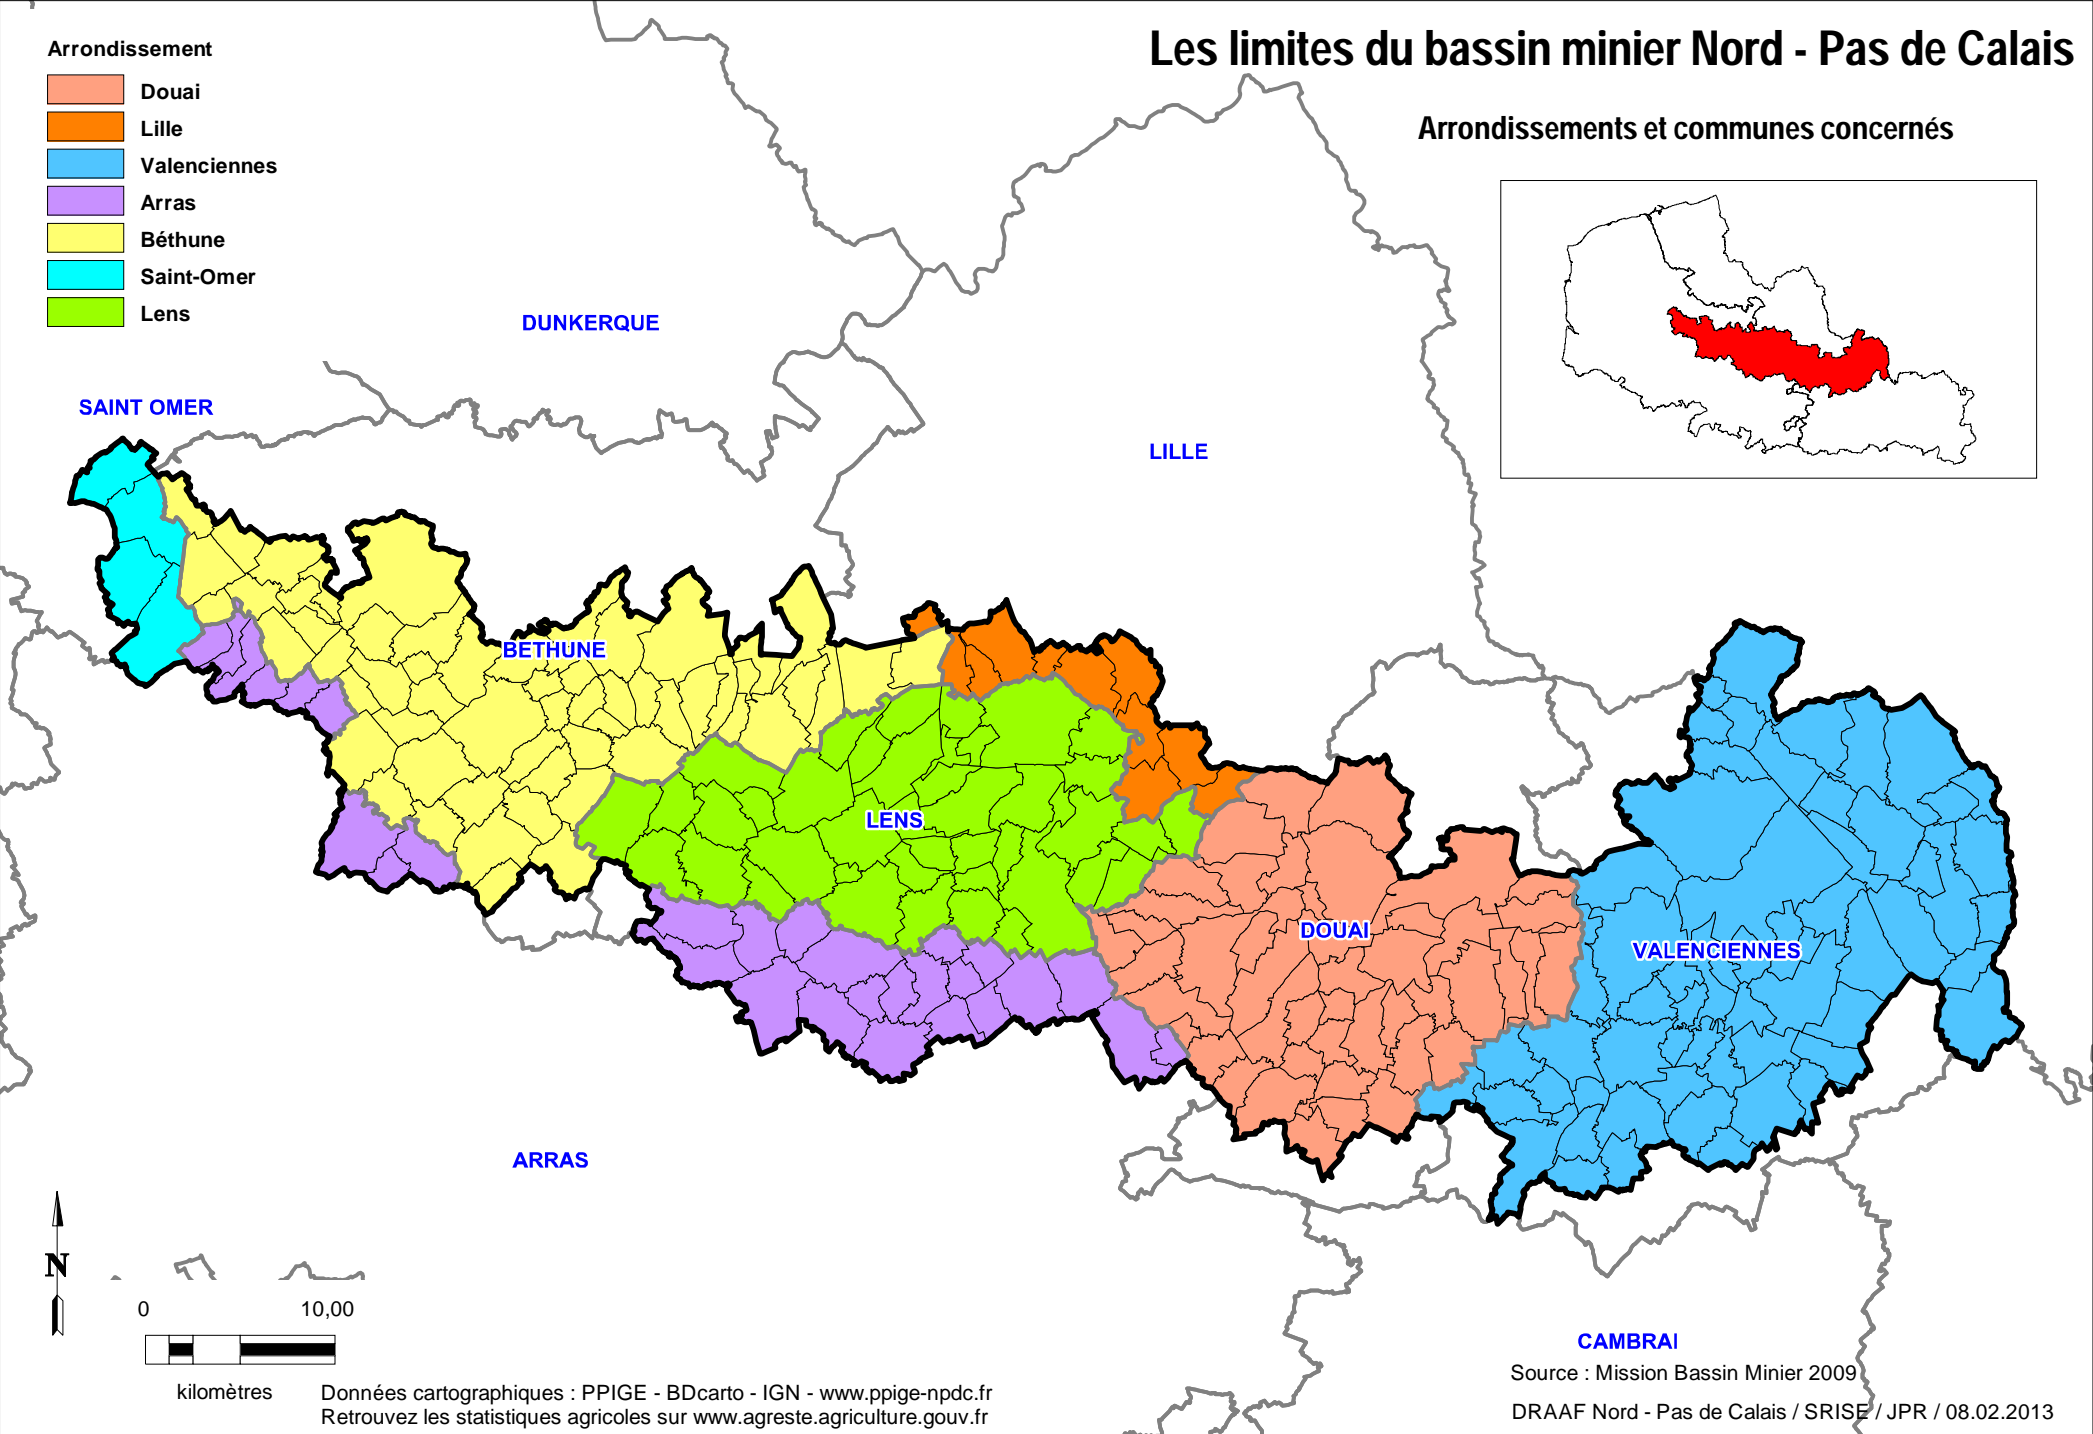 Les limites du bassin minier Nord - Pas de Calais
Arrondissements et communes concernés
Arrondissement
Douai
Lille
Valenciennes
Arras
Béthune
Saint-Omer
Lens
DUNKERQUE
SAINT OMER
LILLE
BETHUNE
LENS
DOUAI
VALENCIENNES
ARRAS
CAMBRAI
N
0 10,00
kilomètres
Données cartographiques : PPIGE - BDcarto - IGN - www.ppige-npdc.fr
Retrouvez les statistiques agricoles sur www.agreste.agriculture.gouv.fr
Source : Mission Bassin Minier 2009
DRAAF Nord - Pas de Calais / SRISE / JPR / 08.02.2013